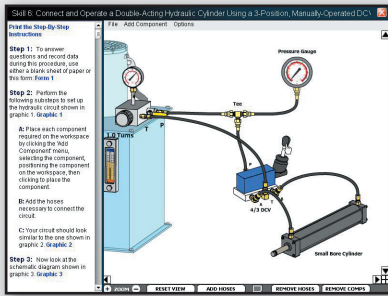 Skill 6: Connect and Operate a Double-Acting Hydraulic Cylinder Using a 3-Position, Manually-Operated DCV
File Add Component Options
Print the Step-By-Step
Instructions
Step 1: To answer
questions and record data
during this procedure, use
either a blank sheet of paper or
this form: Form 1
Step 2: Perform the
following substeps to set up
the hydraulic circuit shown in
graphic 1. Graphic 1
A: Place each component
required on the workspace
by clicking the 'Add
Component' menu,
selecting the component,
positioning the component
on the workspace, then
clicking to place the
component.
B: Add the hoses
necessary to connect the
circuit.
C: Your circuit should look
similar to the one shown in
graphic 2. Graphic 2
Step 3: Now look at the
schematic diagram shown in
graphic 3. Graphic 3
Pressure Gauge
Tee
P
T
1.0 Turns
P
A T B
4/3 DCV
Small Bore Cylinder
ZOOM
RESET VIEW
ADD HOSES
REMOVE HOSES
REMOVE COMPS